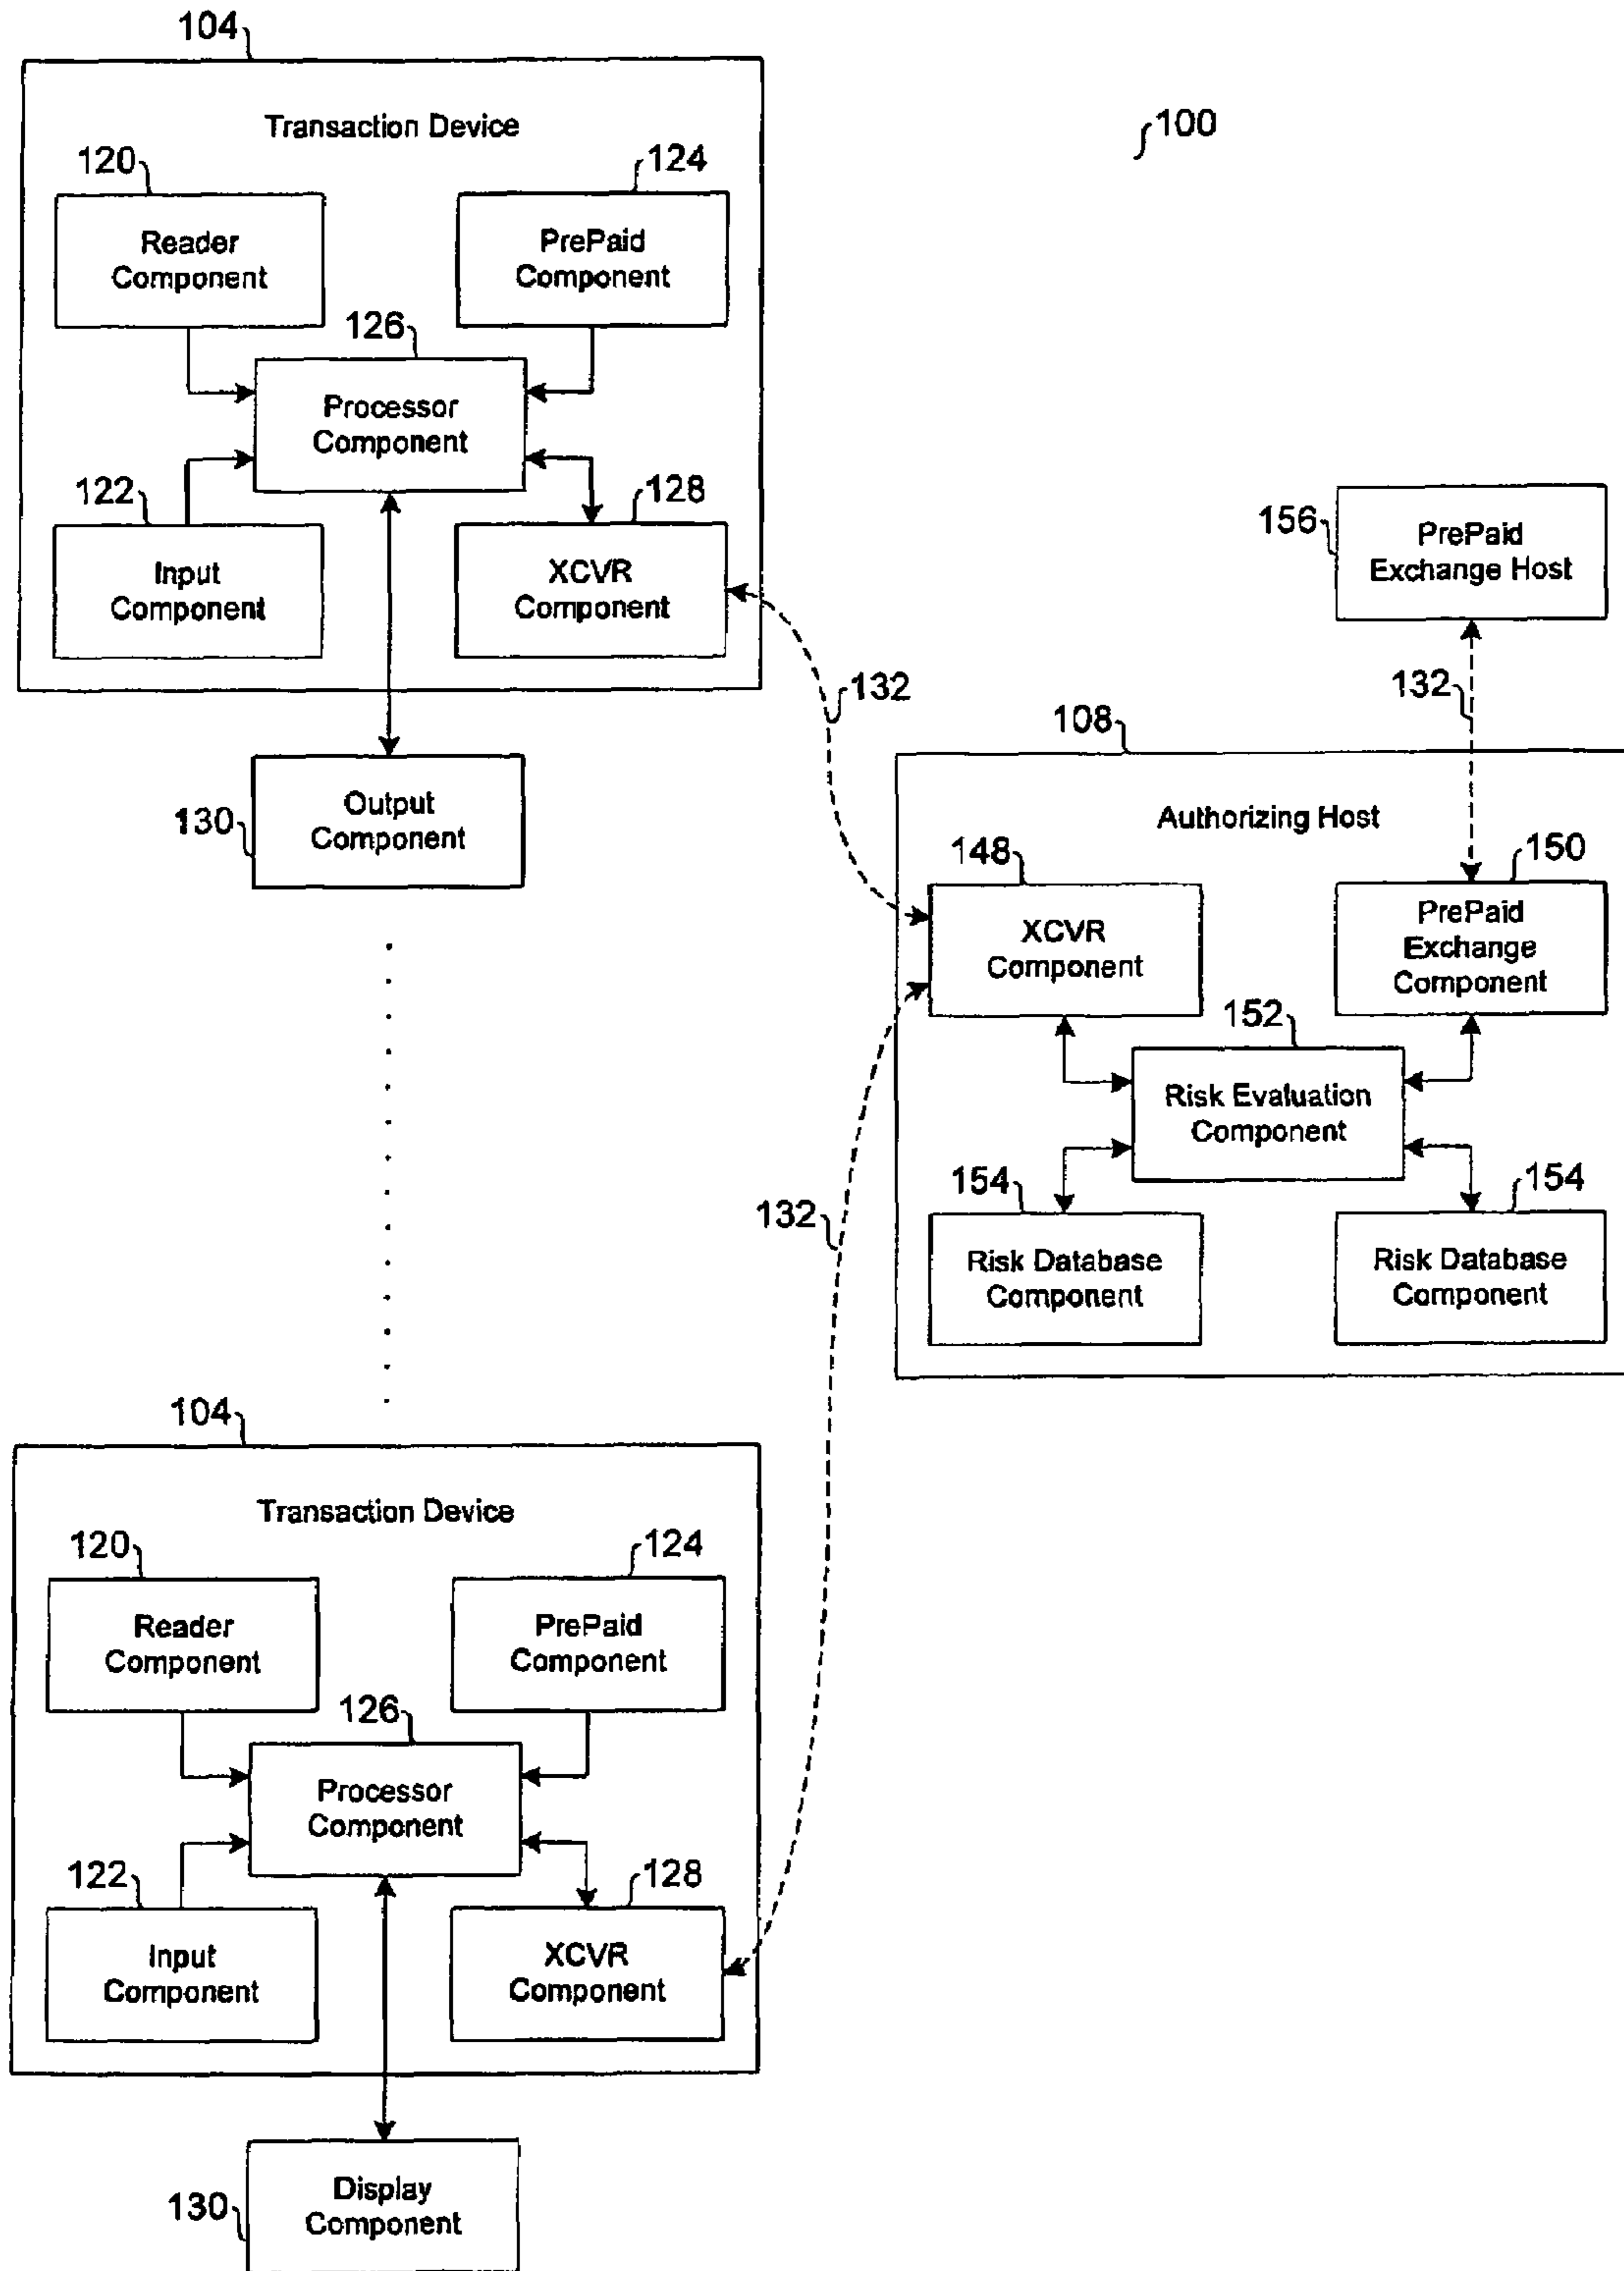 104
Transaction Device
100
120
124
Reader
Component
PrePaid
Component
126
Processor
Component
122
128
Input
Component
XCVR
Component
156
PrePaid
Exchange Host
132
132
108
130
Output
Component
Authorizing Host
148
150
XCVR
Component
PrePaid
Exchange
Component
152
Risk Evaluation
Component
154
154
132
Risk Database
Component
Risk Database
Component
104
Transaction Device
120
124
Reader
Component
PrePaid
Component
126
Processor
Component
122
128
Input
Component
XCVR
Component
130
Display
Component